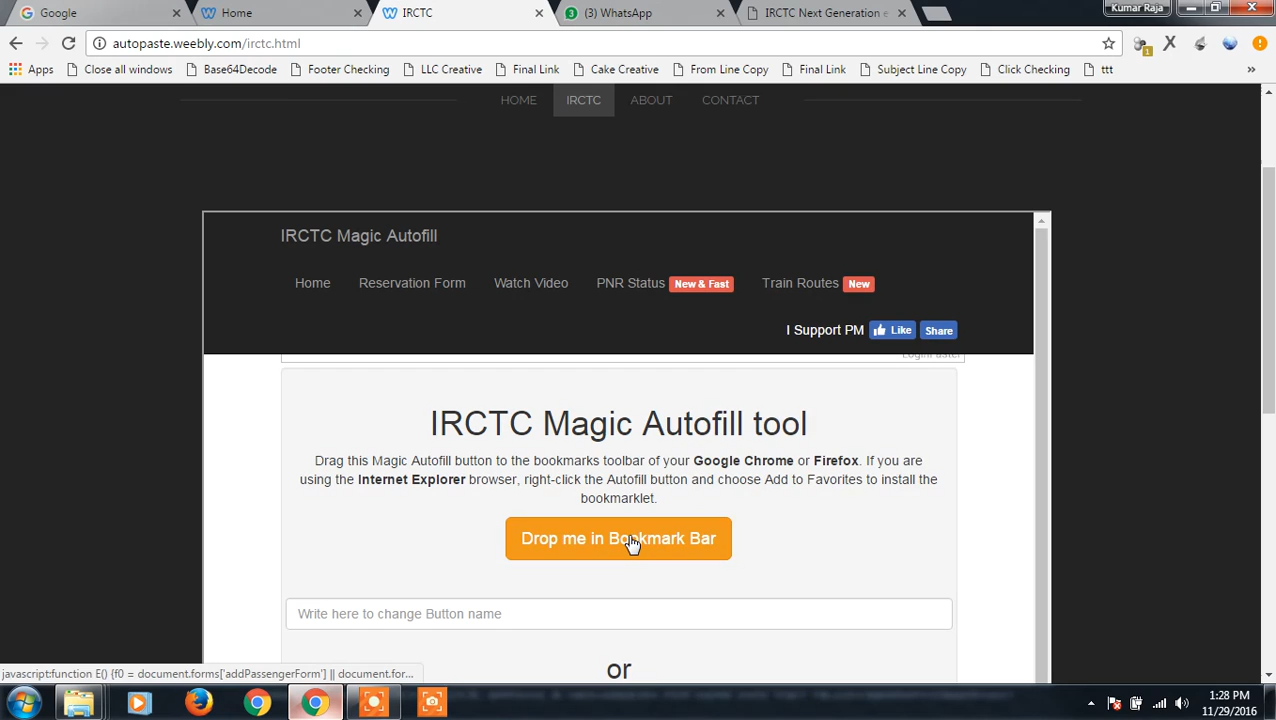 Google
Home
IRCTC
(3) WhatsApp
IRCTC Next Generation e
Kumar Raja
autopaste.weebly.com/irctc.html
1
Apps
Close all windows
Base64Decode
Footer Checking
LLC Creative
Final Link
Cake Creative
From Line Copy
Final Link
Subject Line Copy
Click Checking
ttt
HOME
IRCTC
ABOUT
CONTACT
IRCTC Magic Autofill
Home
Reservation Form
Watch Video
PNR Status New & Fast
Train Routes New
I Support PM
Like
Share
IRCTC Magic Autofill tool
Drag this Magic Autofill button to the bookmarks toolbar of your Google Chrome or Firefox. If you are
using the Internet Explorer browser, right-click the Autofill button and choose Add to Favorites to install the
bookmarklet.
Drop me in Bookmark Bar
Write here to change Button name
or
javascript:function E() {f0 = document.forms['addPassengerForm'] || document.for...
1:28 PM
11/29/2016